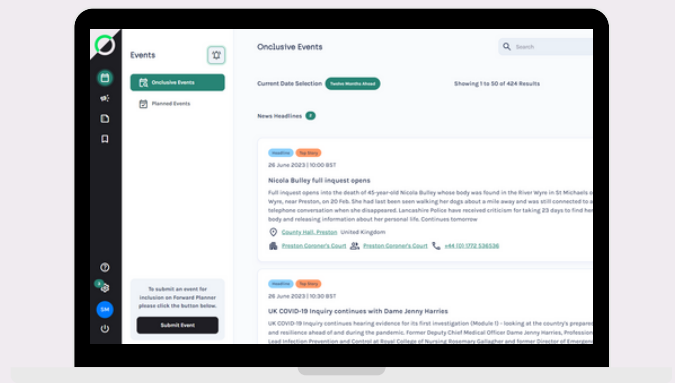 Events
Onclusive Events
Planned Events
To submit an event for
inclusion on Forward Planner
please click the button below.
Submit Event
SM
Onclusive Events
Search
Current Date Selection
Twelve Months Ahead
Showing 1 to 50 of 424 Results
News Headlines
Headline
Top Story
26 June 2023 | 10:00 BST
Nicola Bulley full inquest opens
Full inquest opens into the death of 45-year-old Nicola Bulley whose body was found in the River Wyre in St Michaels o
Wyre, near Preston, on 20 Feb. She had last been seen walking her dogs about a mile away and was still connected to a
telephone conversation when she disappeared. Lancashire Police have received criticism for taking 23 days to find her
body and releasing information about her personal life. Continues tomorrow
County Hall, Preston United Kingdom
Preston Coroner's Court Preston Coroner's Court +44 (0) 1772 536536
Headline
Top Story
26 June 2023 | 10:30 BST
UK COVID-19 Inquiry continues with Dame Jenny Harries
UK COVID-19 Inquiry continues hearing evidence for its first investigation (Module 1) - looking at the country's prepare
and resilience ahead of and during the pandemic. Former Deputy Chief Medical Officer Dame Jenny Harries, Profession
Lead Infection Prevention and Control at Royal College of Nursing Rosemary Gallagher and former Director of Emergen